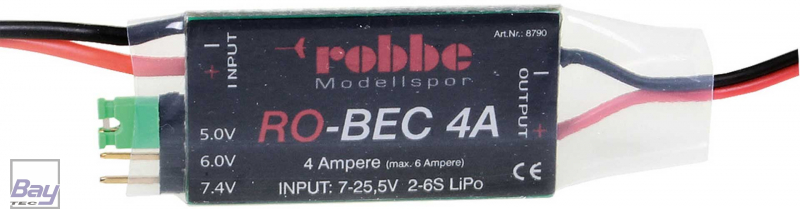 – INPUT +
robbe
Modellspor
Art.Nr.: 8790
– OUTPUT +
5.0V
6.0V
7.4V
RO-BEC 4A
4 Ampere (max. 6 Ampere)
INPUT: 7-25,5V 2-6S LiPo
CE
Bay
TEC